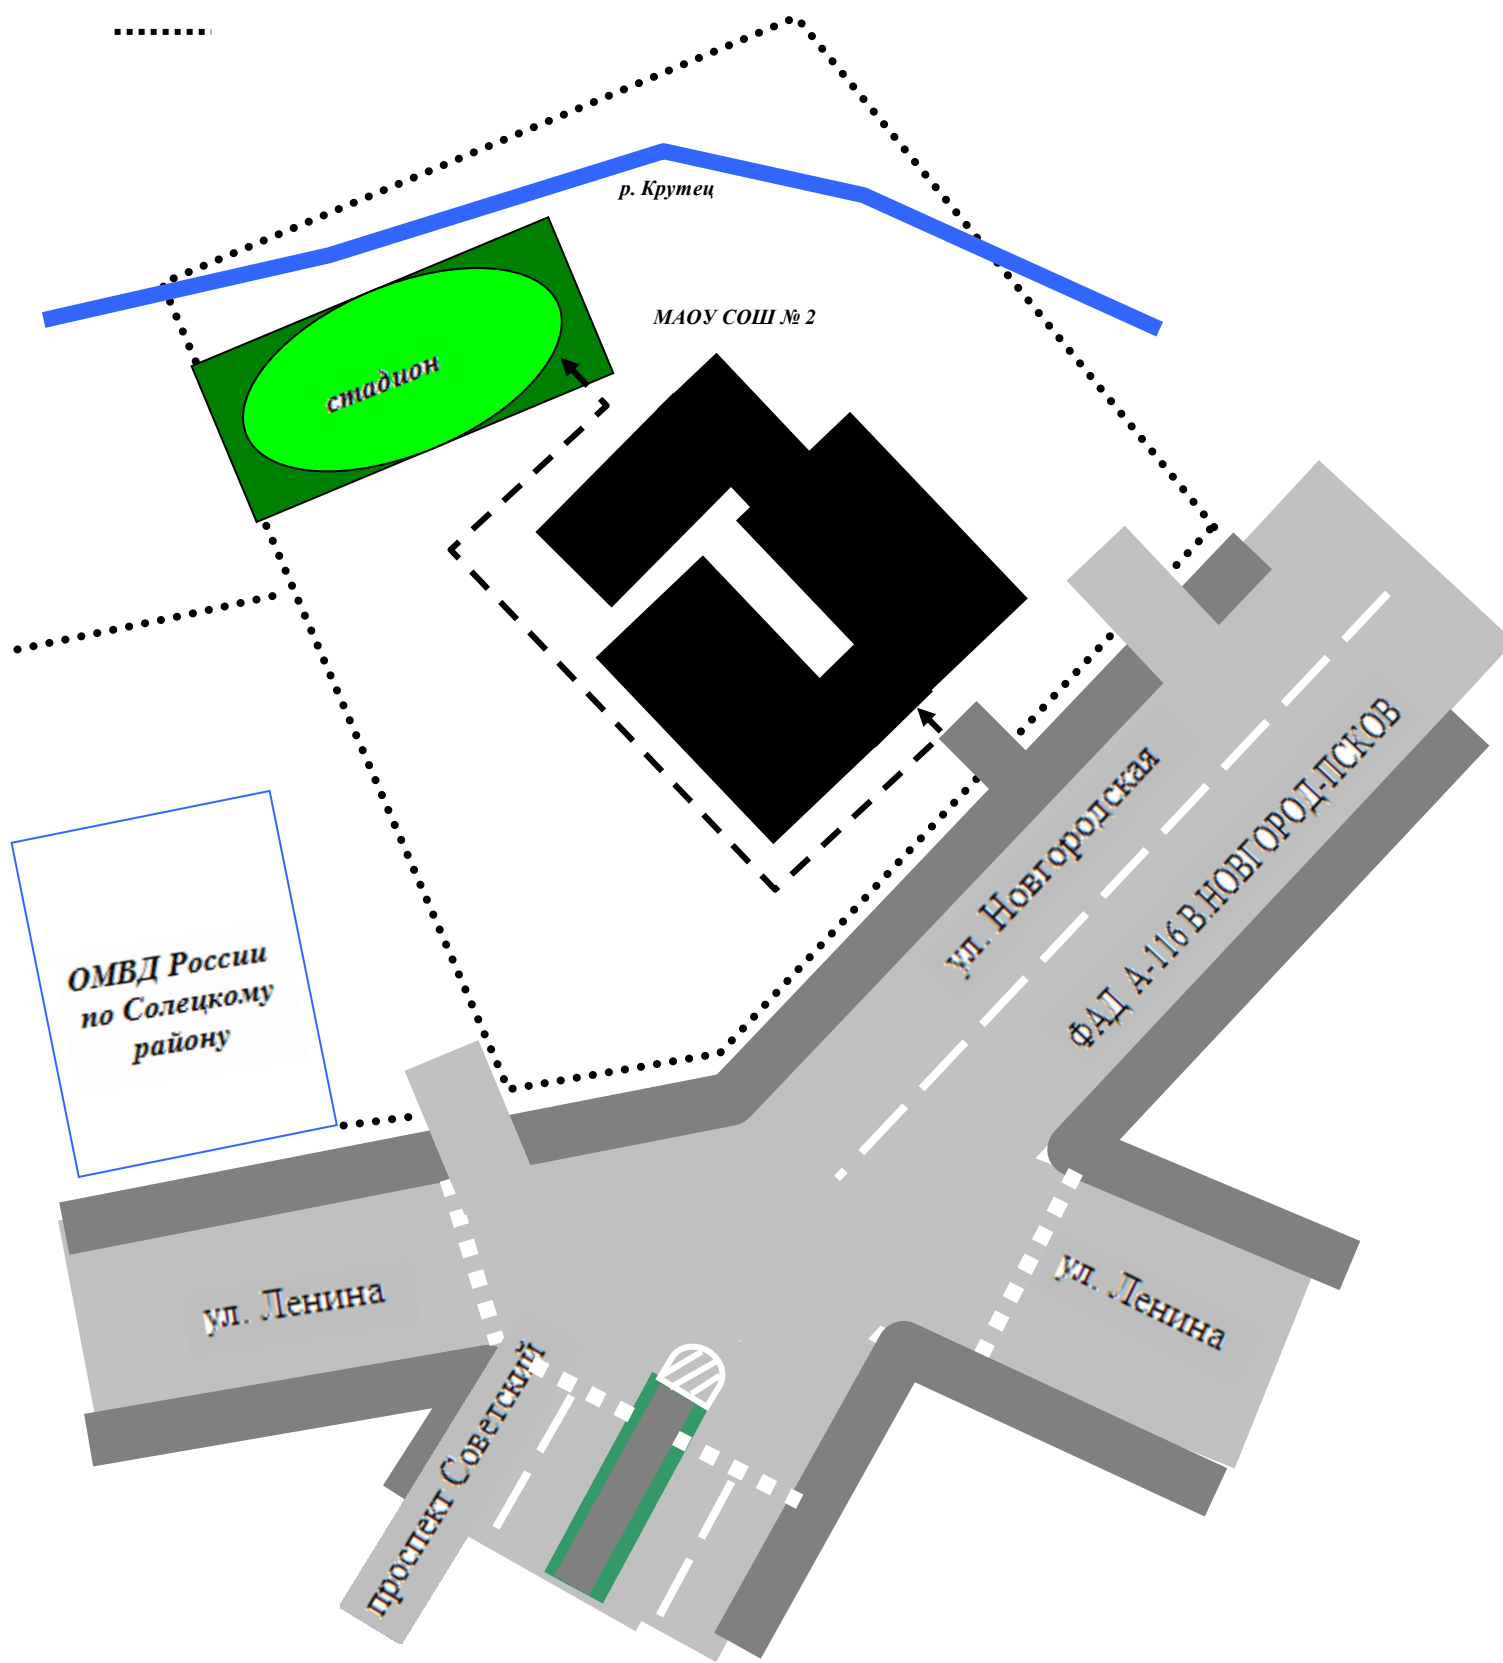 р. Крутец
МАОУ СОШ № 2
стадион
ул. Новгородская
ФАД А-116 В.НОВГОРОД-ПСКОВ
ОМВД России
по Солецкому
району
ул. Ленина
ул. Ленина
проспект Советский